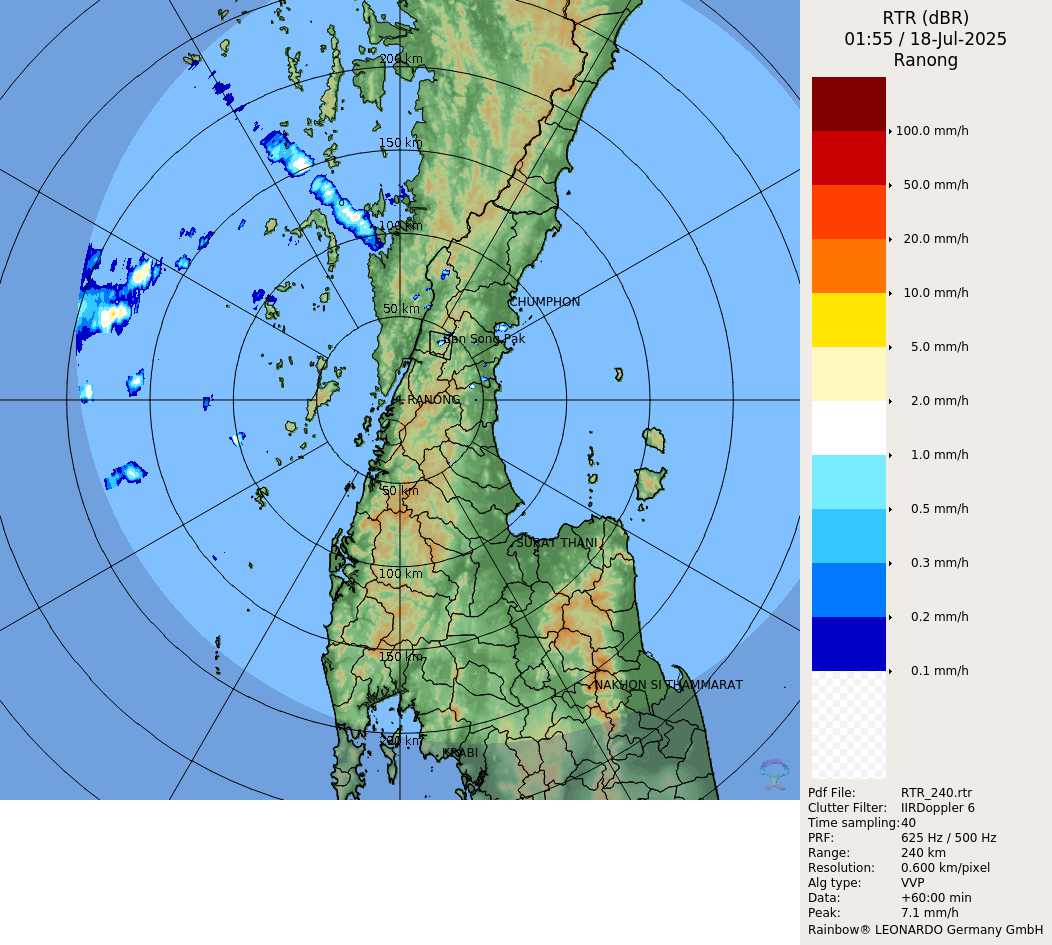 RTR (dBR)
01:55 / 18-Jul-2025
Ranong
200 km
150 km
100 km
50 km
CHUMPHON
Ban Song Pak
RANONG
50 km
SURAT THANI
100 km
150 km
NAKHON SI THAMMARAT
200 km
KRABI
100.0 mm/h
50.0 mm/h
20.0 mm/h
10.0 mm/h
5.0 mm/h
2.0 mm/h
1.0 mm/h
0.5 mm/h
0.3 mm/h
0.2 mm/h
0.1 mm/h
Pdf File: RTR_240.rtr
Clutter Filter: IIRDoppler 6
Time sampling: 40
PRF: 625 Hz / 500 Hz
Range: 240 km
Resolution: 0.600 km/pixel
Alg type: VVP
Data: +60:00 min
Peak: 7.1 mm/h
Rainbow® LEONARDO Germany GmbH